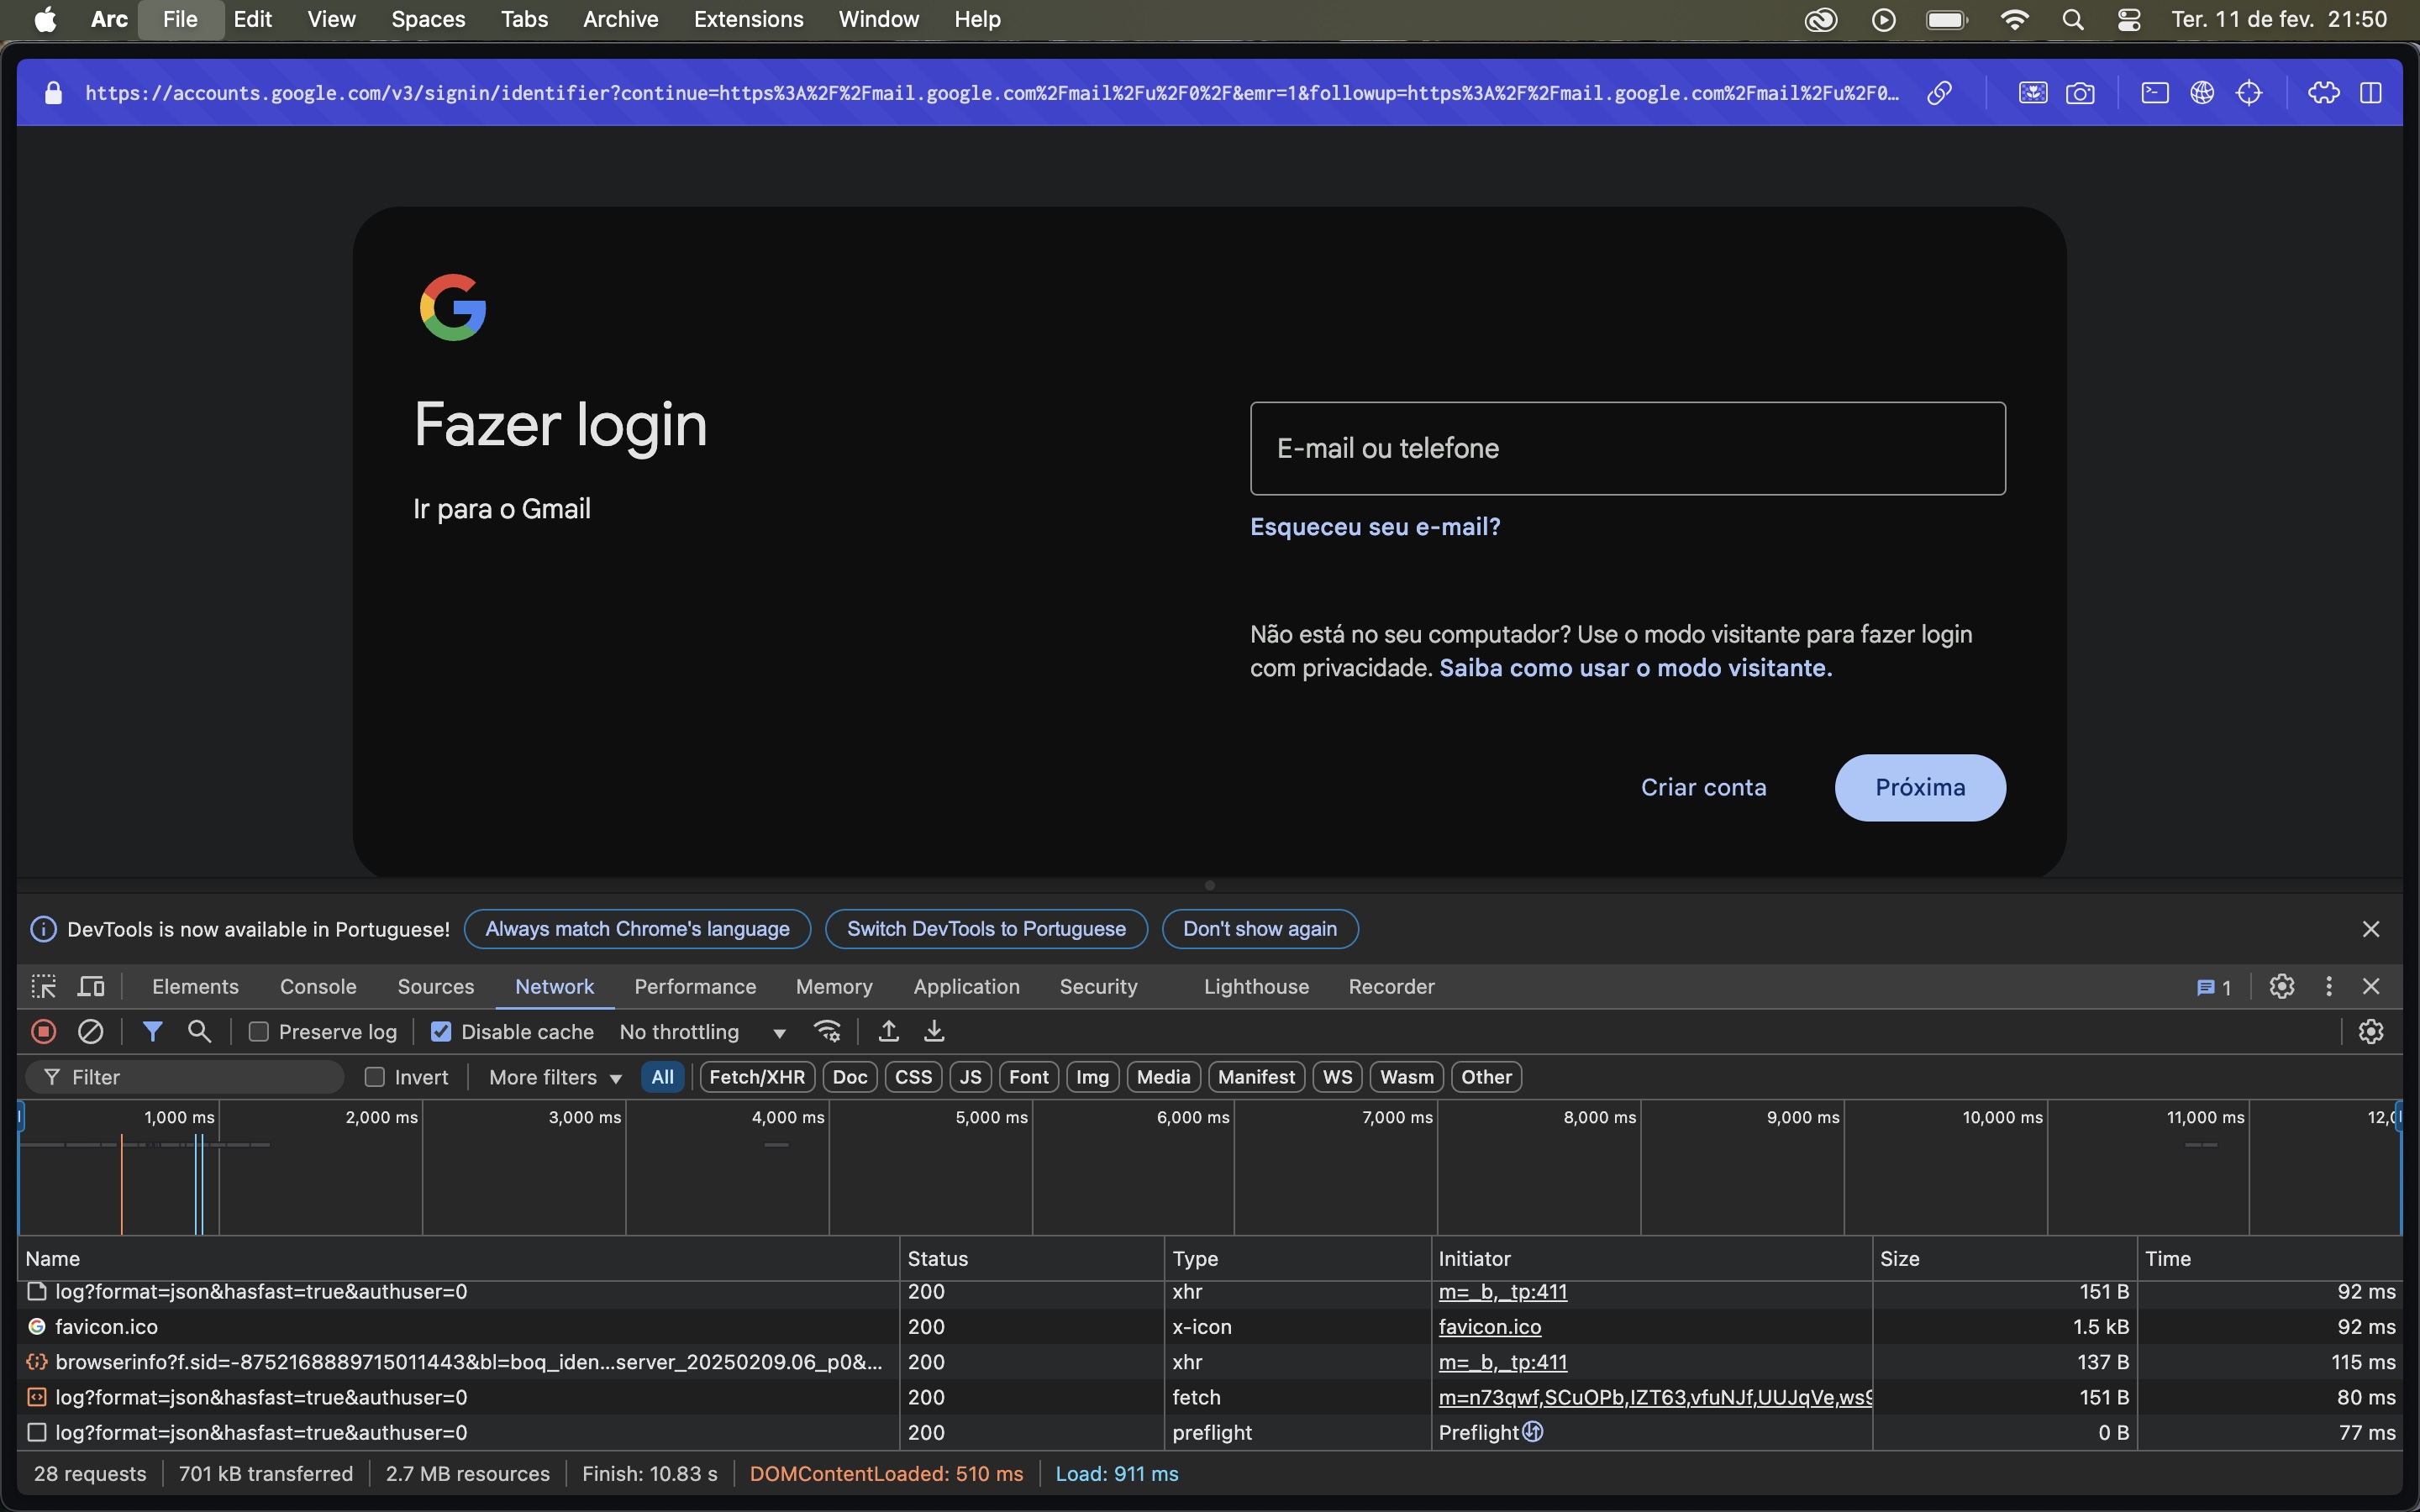 Arc File Edit View Spaces Tabs Archive Extensions Window Help Ter. 11 de fev. 21:50
https://accounts.google.com/v3/signin/identifier?continue=https%3A%2F%2Fmail.google.com%2Fmail%2Fu%2F0%2F&emr=1&followup=https%3A%2F%2Fmail.google.com%2Fmail%2Fu%2F0...
Fazer login
Ir para o Gmail
E-mail ou telefone
Esqueceu seu e-mail?
Não está no seu computador? Use o modo visitante para fazer login
com privacidade. Saiba como usar o modo visitante.
Criar conta Próxima
DevTools is now available in Portuguese! Always match Chrome's language Switch DevTools to Portuguese Don't show again
Elements Console Sources Network Performance Memory Application Security Lighthouse Recorder 1
Preserve log Disable cache No throttling
Filter Invert More filters All Fetch/XHR Doc CSS JS Font Img Media Manifest WS Wasm Other
1,000 ms 2,000 ms 3,000 ms 4,000 ms 5,000 ms 6,000 ms 7,000 ms 8,000 ms 9,000 ms 10,000 ms 11,000 ms 12,0
Name Status Type Initiator Size Time
log?format=json&hasfast=true&authuser=0 200 xhr m=_b,_tp:411 151 B 92 ms
favicon.ico 200 x-icon favicon.ico 1.5 kB 92 ms
browserinfo?f.sid=-8752168889715011443&bl=boq_iden...server_20250209.06_p0&... 200 xhr m=_b,_tp:411 137 B 115 ms
log?format=json&hasfast=true&authuser=0 200 fetch m=n73qwf,SCuOPb,IZT63,vfuNJf,UUJqVe,ws9 151 B 80 ms
log?format=json&hasfast=true&authuser=0 200 preflight Preflight 0 B 77 ms
28 requests 701 kB transferred 2.7 MB resources Finish: 10.83 s DOMContentLoaded: 510 ms Load: 911 ms